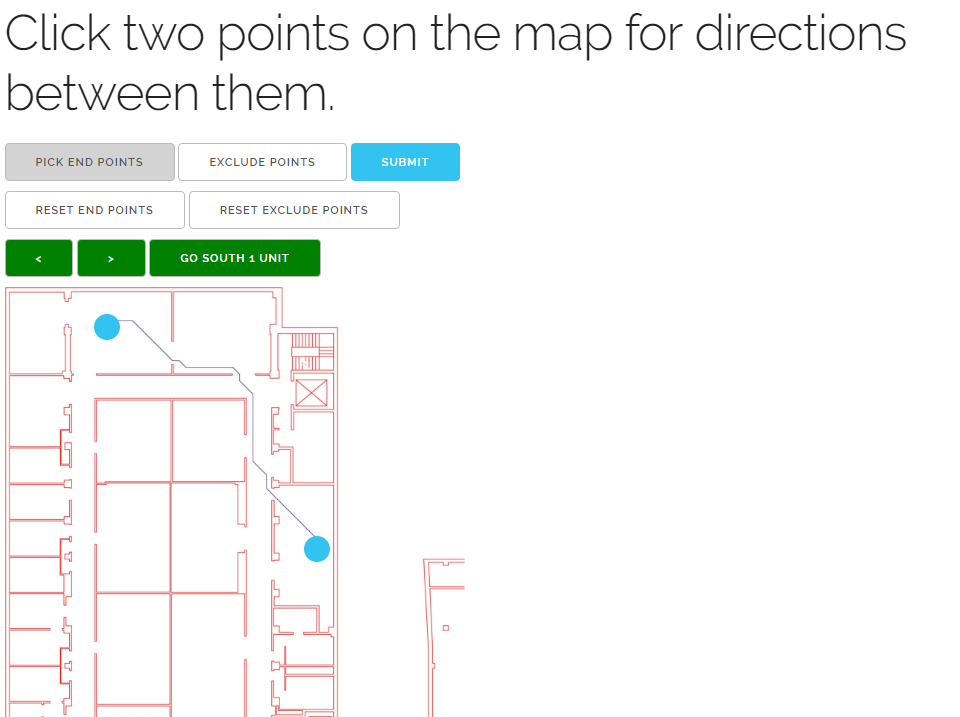 Click two points on the map for directions
between them.
PICK END POINTS EXCLUDE POINTS SUBMIT
RESET END POINTS RESET EXCLUDE POINTS
< > GO SOUTH 1 UNIT